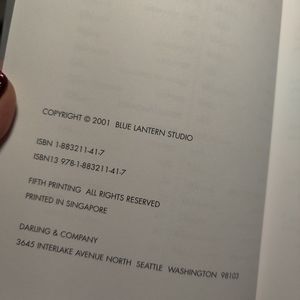 COPYRIGHT © 2001 BLUE LANTERN STUDIO
ISBN 1-883211-41-7
ISBN13 978-1-883211-41-7
FIFTH PRINTING ALL RIGHTS RESERVED
PRINTED IN SINGAPORE
DARLING & COMPANY
3645 INTERLAKE AVENUE NORTH SEATTLE WASHINGTON 98103